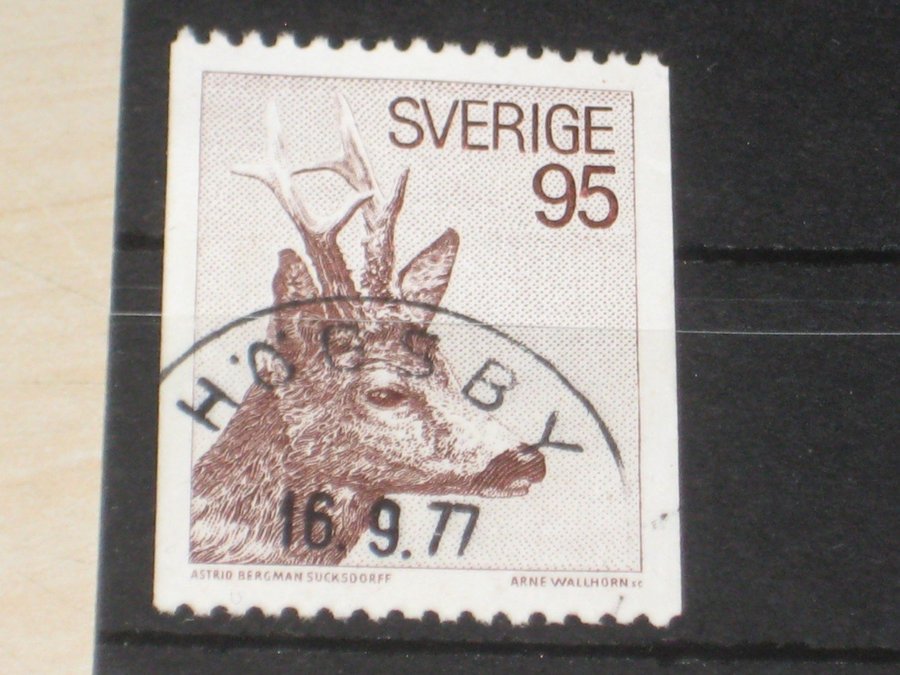 SVERIGE
95
HÖGSBY
16.9.77
ASTRID BERGMAN SUCKSDORFF
ARNE WALLHORN SC